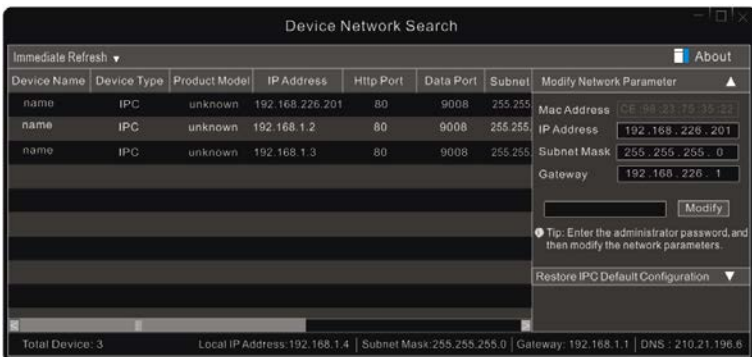 Device Network Search
Immediate Refresh
About
Device Name Device Type Product Model IP Address Http Port Data Port Subnet
name IPC unknown 192.168.226.201 80 9008 255.255
name IPC unknown 192.168.1.2 80 9008 255.255.
name IPC unknown 192.168.1.3 80 9008 255.255.
Modify Network Parameter
Mac Address CE :98 :23 :75 :35 :22
IP Address 192 .168 .226 .201
Subnet Mask 255 .255 .255 . 0
Gateway 192 .168 .226 . 1
Modify
Tip: Enter the administrator password, and
then modify the network parameters.
Restore IPC Default Configuration
Total Device: 3 Local IP Address:192.168.1.4 Subnet Mask:255.255.255.0 Gateway: 192.168.1.1 DNS : 210.21.196.6